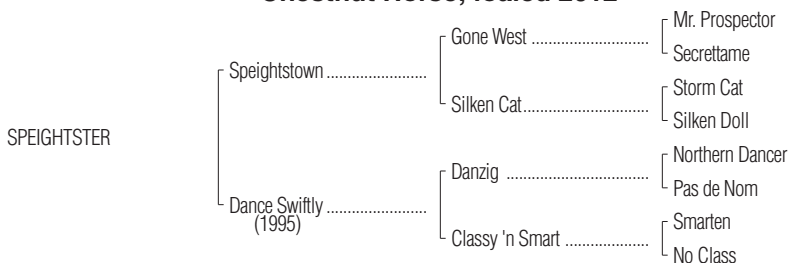 Chestnut Horse, foaled 2012
Mr. Prospector
Gone West ......................
Secrettame
Speightstown ........................
Storm Cat
Silken Cat........................
Silken Doll
SPEIGHTSTER
Northern Dancer
Danzig ............................
Pas de Nom
Dance Swiftly ........................
(1995)
Smarten
Classy 'n Smart ....................
No Class